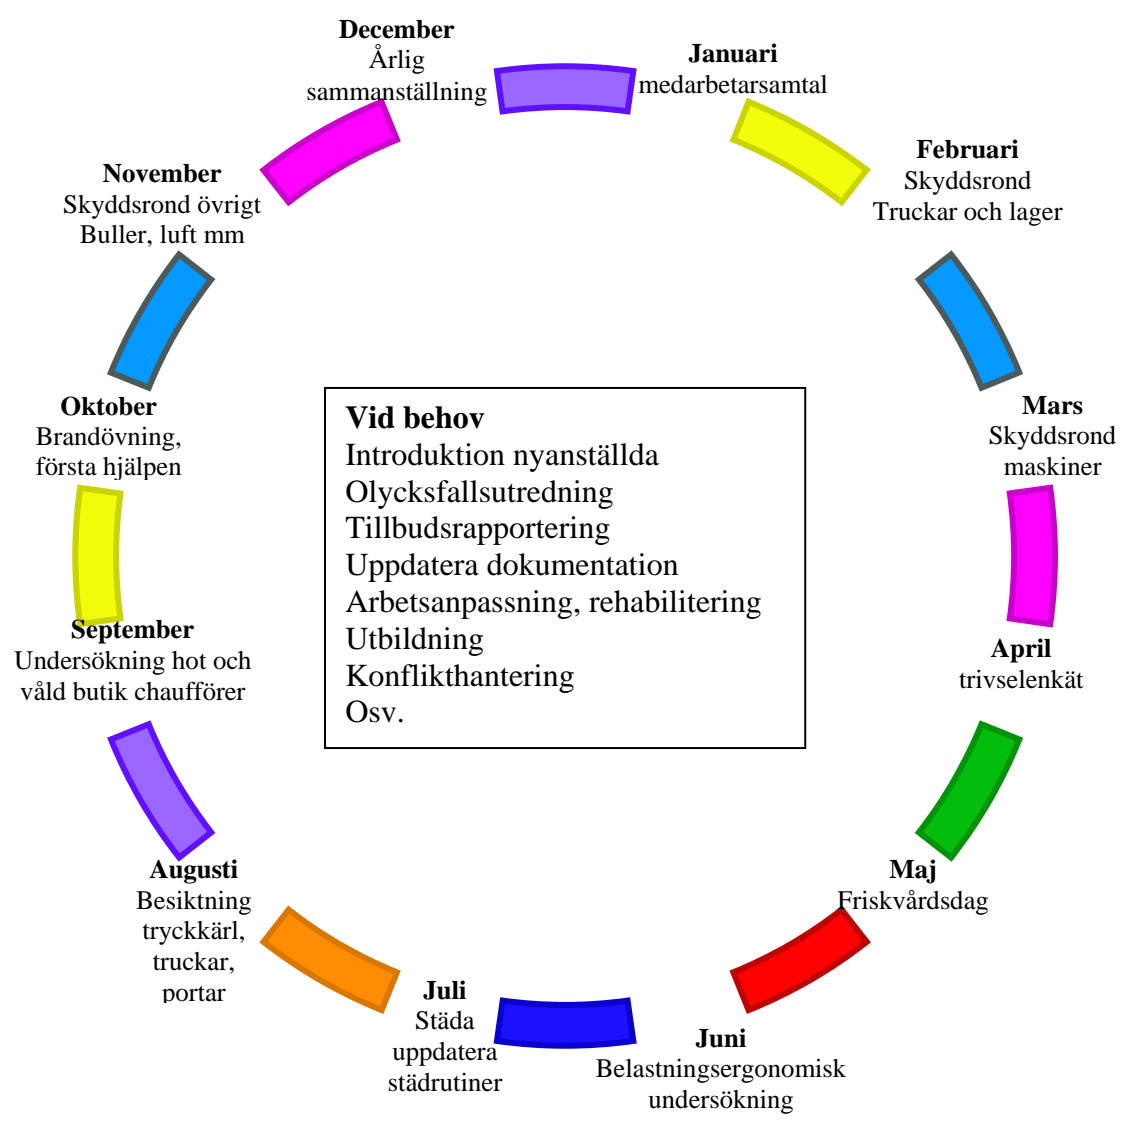 December
Årlig
sammanställning
Januari
medarbetarsamtal
Februari
Skyddsrond
Truckar och lager
Mars
Skyddsrond
maskiner
April
trivselenkät
Maj
Friskvårdsdag
Juni
Belastningsergonomisk
undersökning
Juli
Städa
uppdatera
städrutiner
Augusti
Besiktning
tryckkärl,
truckar,
portar
September
Undersökning hot och
våld butik chaufförer
Oktober
Brandövning,
första hjälpen
November
Skyddsrond övrigt
Buller, luft mm
Vid behov
Introduktion nyanställda
Olycksfallsutredning
Tillbudsrapportering
Uppdatera dokumentation
Arbetsanpassning, rehabilitering
Utbildning
Konflikthantering
Osv.